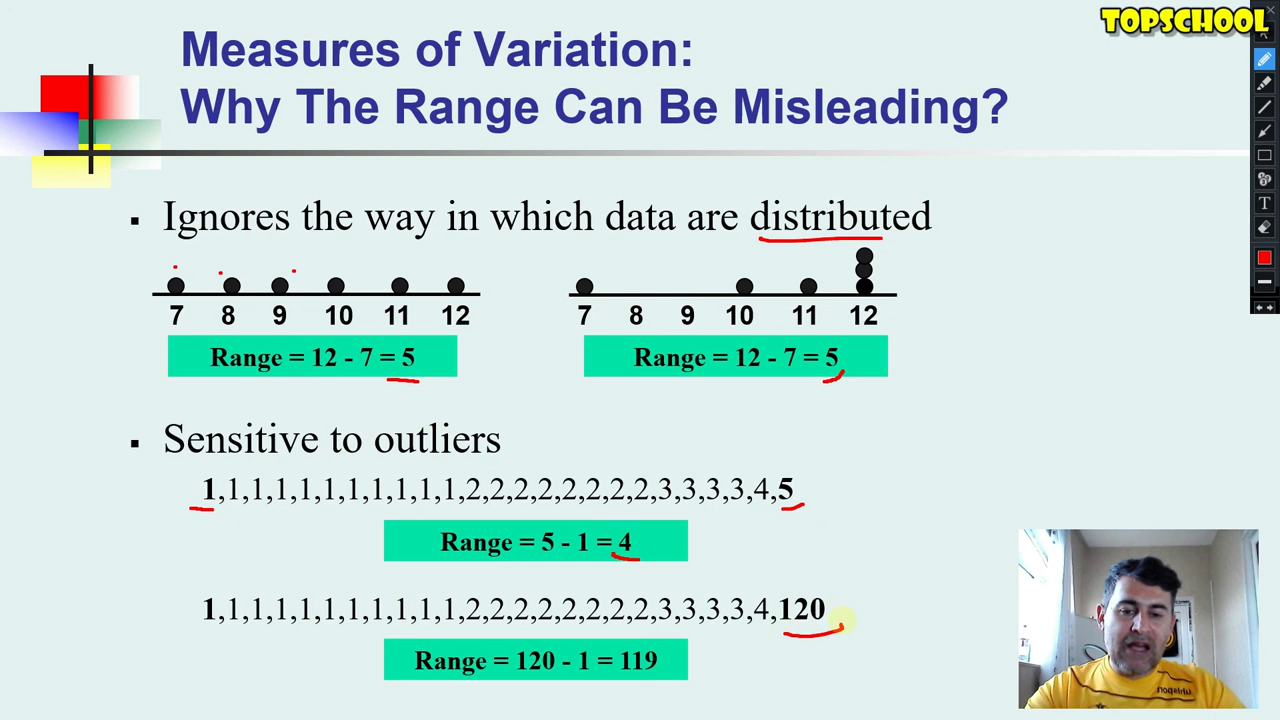 TOPSCHOOL
Measures of Variation:
Why The Range Can Be Misleading?
Ignores the way in which data are distributed
7 8 9 10 11 12
7 8 9 10 11 12
Range = 12 - 7 = 5
Range = 12 - 7 = 5
Sensitive to outliers
1,1,1,1,1,1,1,1,1,1,1,2,2,2,2,2,2,2,2,3,3,3,3,4,5
Range = 5 - 1 = 4
1,1,1,1,1,1,1,1,1,1,1,2,2,2,2,2,2,2,2,3,3,3,3,4,120
Range = 120 - 1 = 119